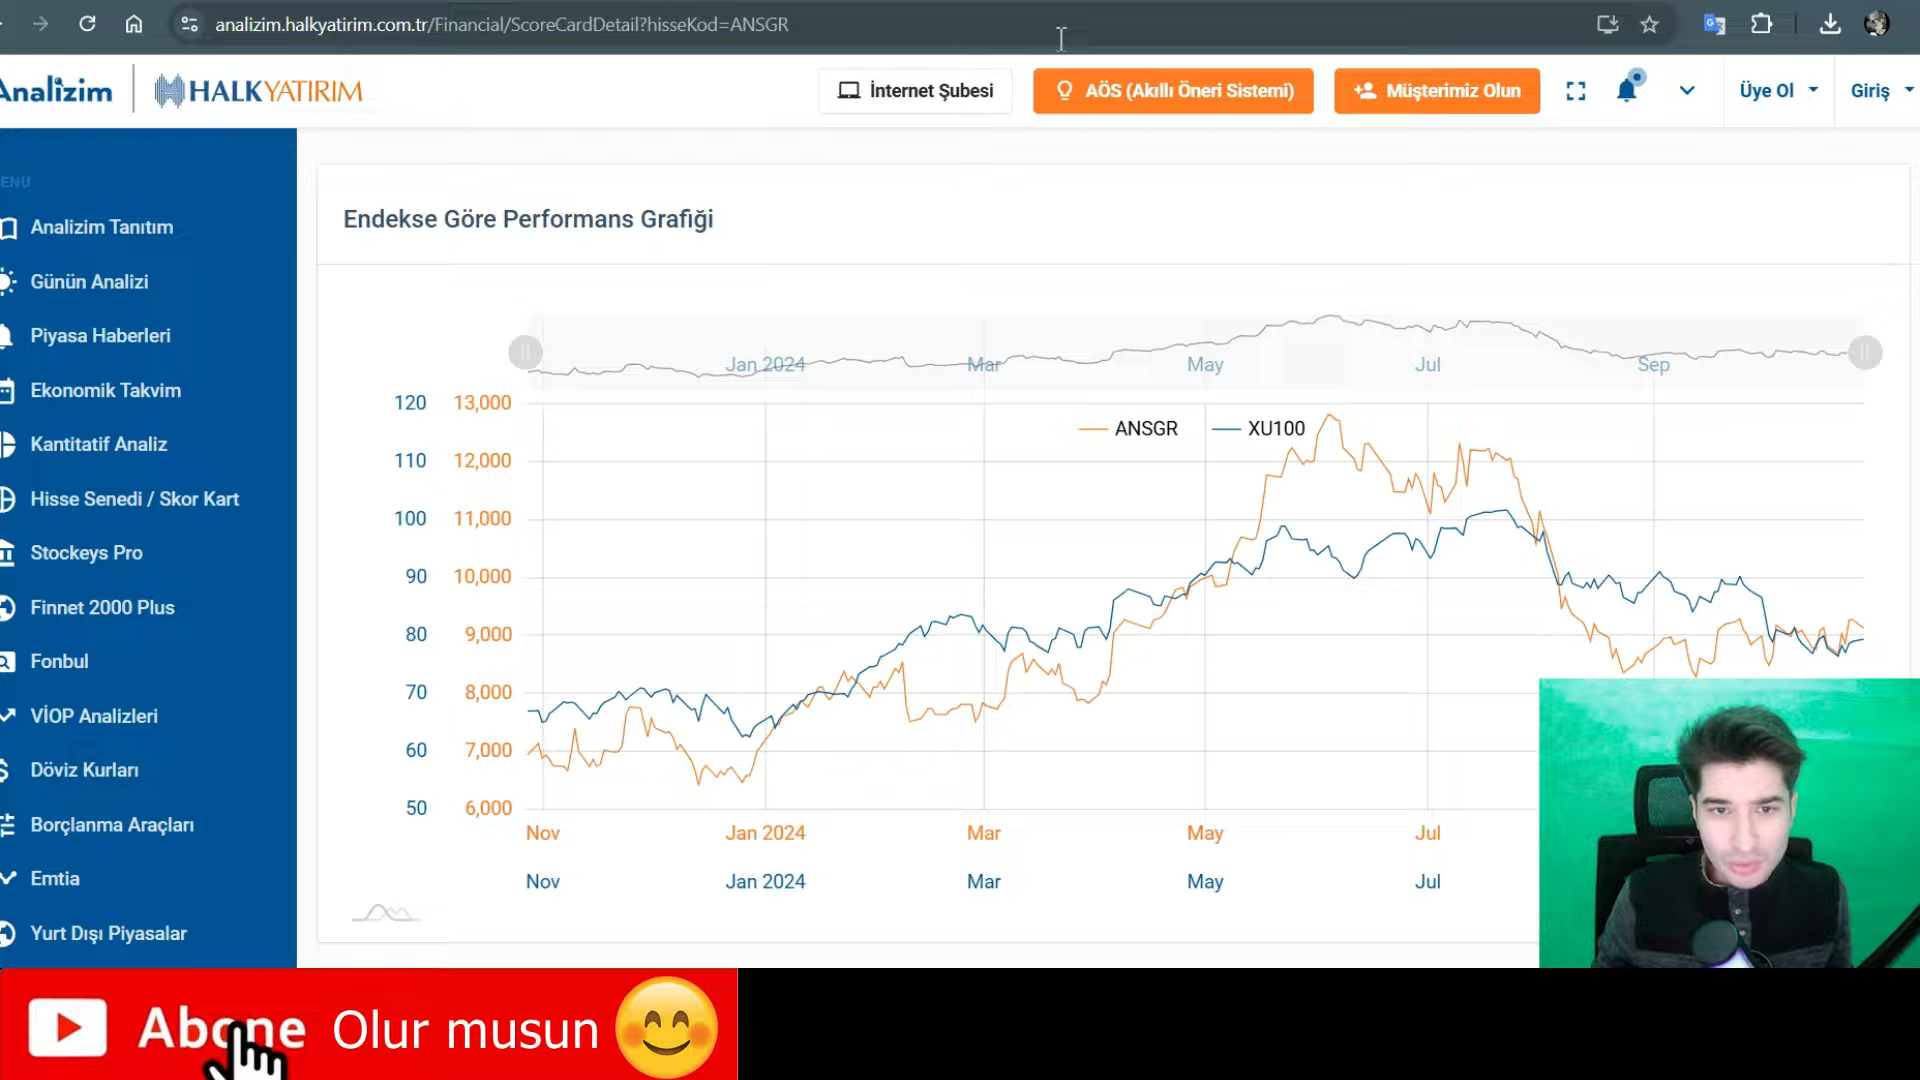 analizim.halkyatirim.com.tr/Financial/ScoreCardDetail?hisseKod=ANSGR
Analizim
HALKYATIRIM
İnternet Şubesi
AÖS (Akıllı Öneri Sistemi)
Müşterimiz Olun
Üye Ol
Giriş
ENU
Analizim Tanıtım
Günün Analizi
Piyasa Haberleri
Ekonomik Takvim
Kantitatif Analiz
Hisse Senedi / Skor Kart
Stockeys Pro
Finnet 2000 Plus
Fonbul
VİOP Analizleri
Döviz Kurları
Borçlanma Araçları
Emtia
Yurt Dışı Piyasalar
Endekse Göre Performans Grafiği
Jan 2024 Mar May Jul Sep
ANSGR XU100
120 13,000
110 12,000
100 11,000
90 10,000
80 9,000
70 8,000
60 7,000
50 6,000
Nov Jan 2024 Mar May Jul
Nov Jan 2024 Mar May Jul
Abone Olur musun